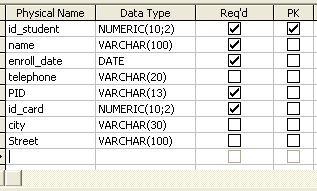 Physical Name Data Type Req'd PK
id_student NUMERIC(10;2)
name VARCHAR(100)
enroll_date DATE
telephone VARCHAR(20)
PID VARCHAR(13)
id_card NUMERIC(10;2)
city VARCHAR(30)
Street VARCHAR(100)